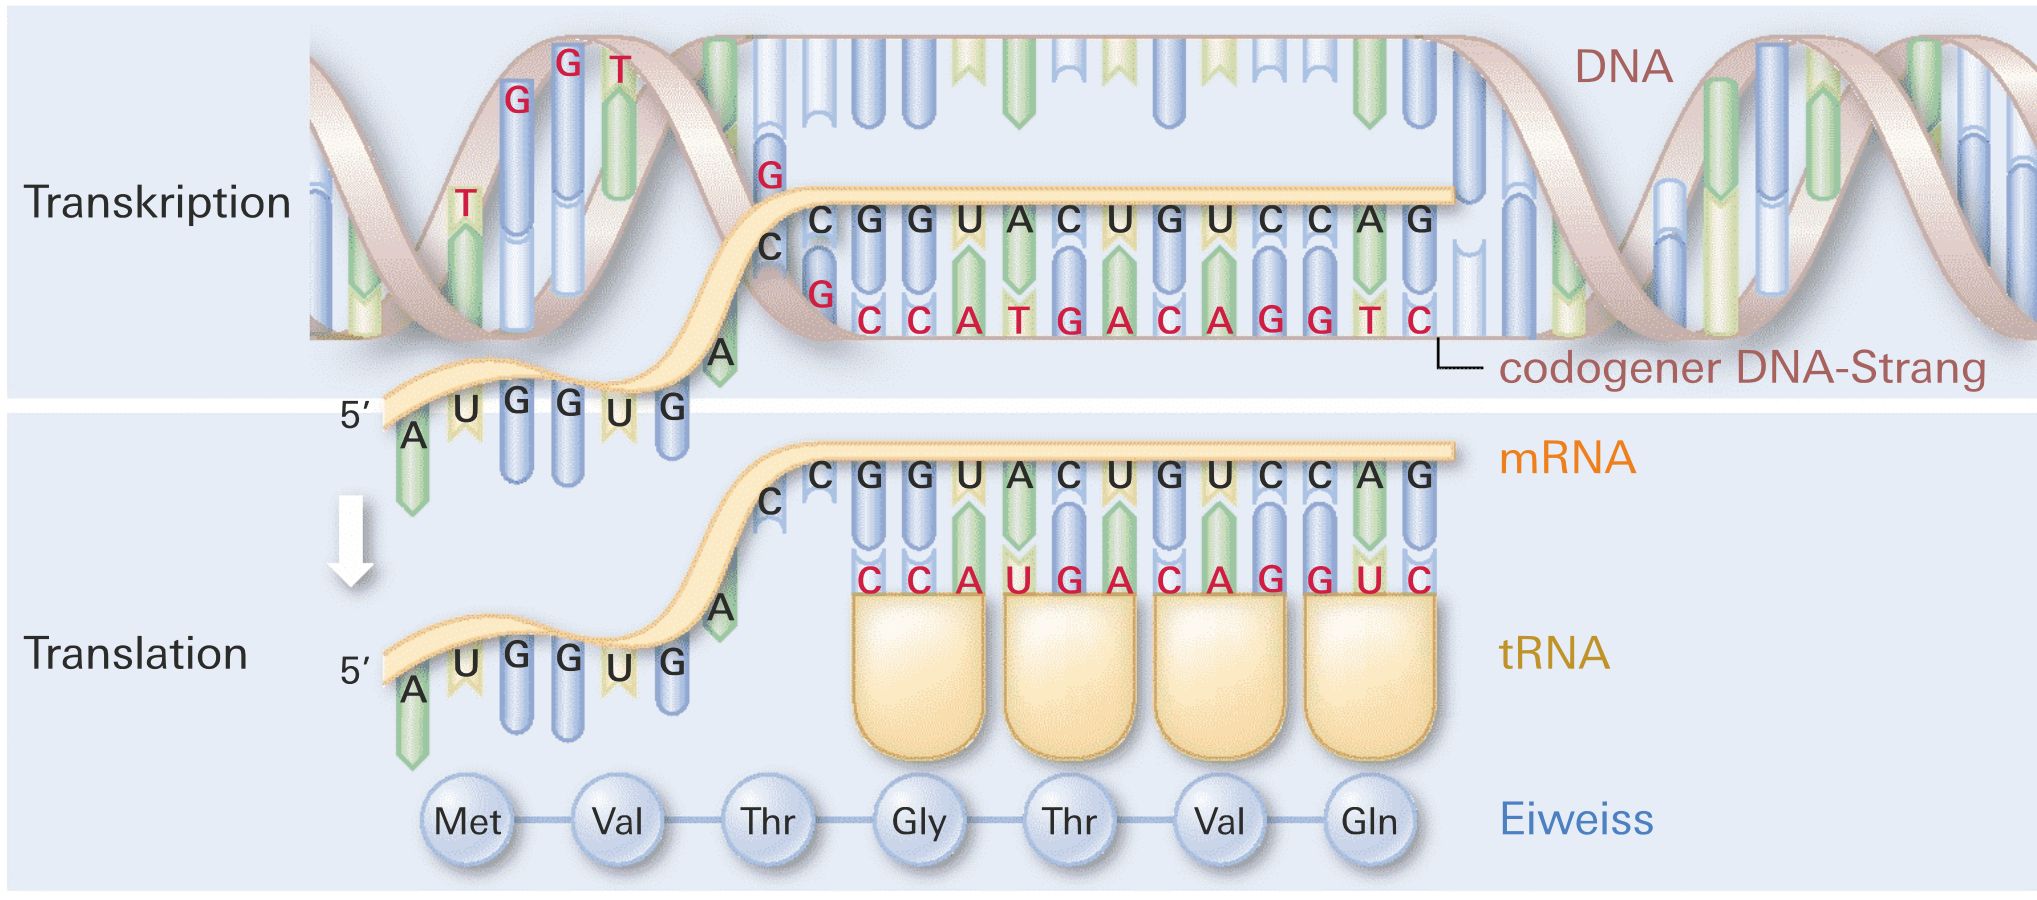 DNA
G T
G
T
G
Transkription
C G G U A C U G U C C A G
C
G
C C A T G A C A G G T C
A
codogener DNA-Strang
5’ A U G G U G
mRNA
C G G U A C U G U C C A G
C
C C A U G A C A G G U C
A
Translation
5’ A U G G U G
tRNA
Met Val Thr Gly Thr Val Gln
Eiweiss